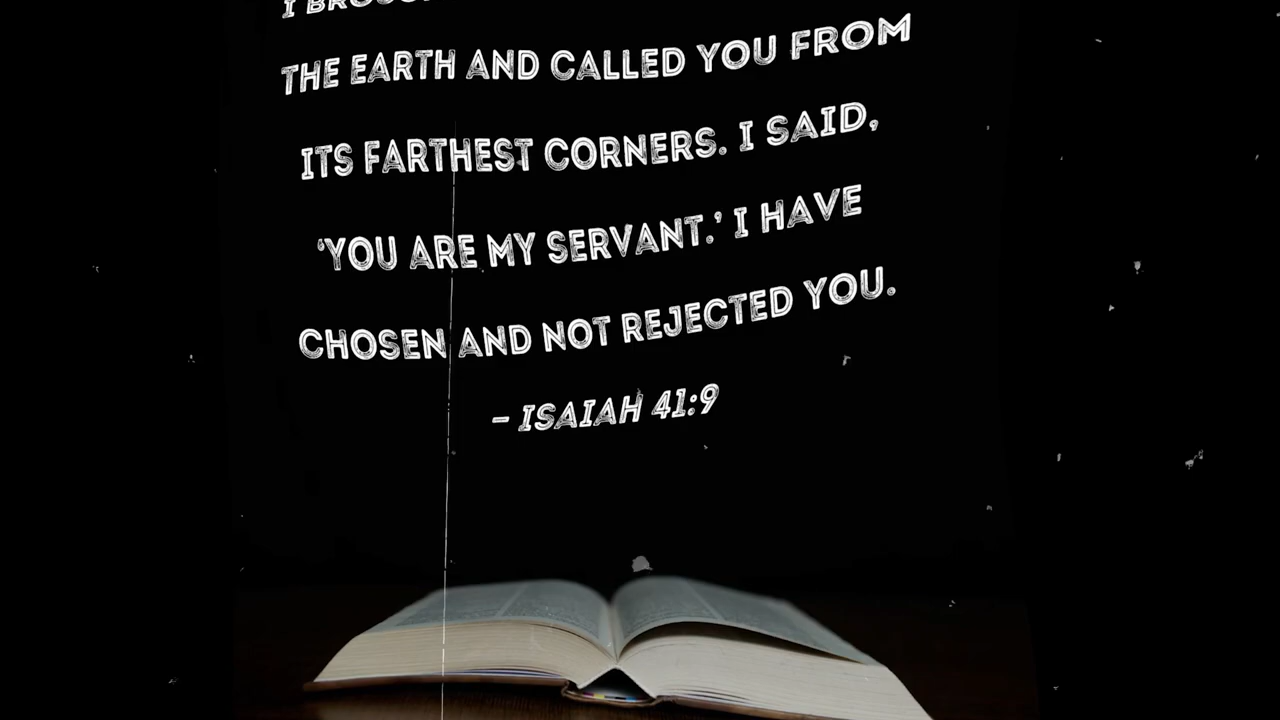 I
THE EARTH AND CALLED YOU FROM
ITS FARTHEST CORNERS. I SAID,
‘YOU ARE MY SERVANT.’ I HAVE
CHOSEN AND NOT REJECTED YOU.
– ISAIAH 41:9